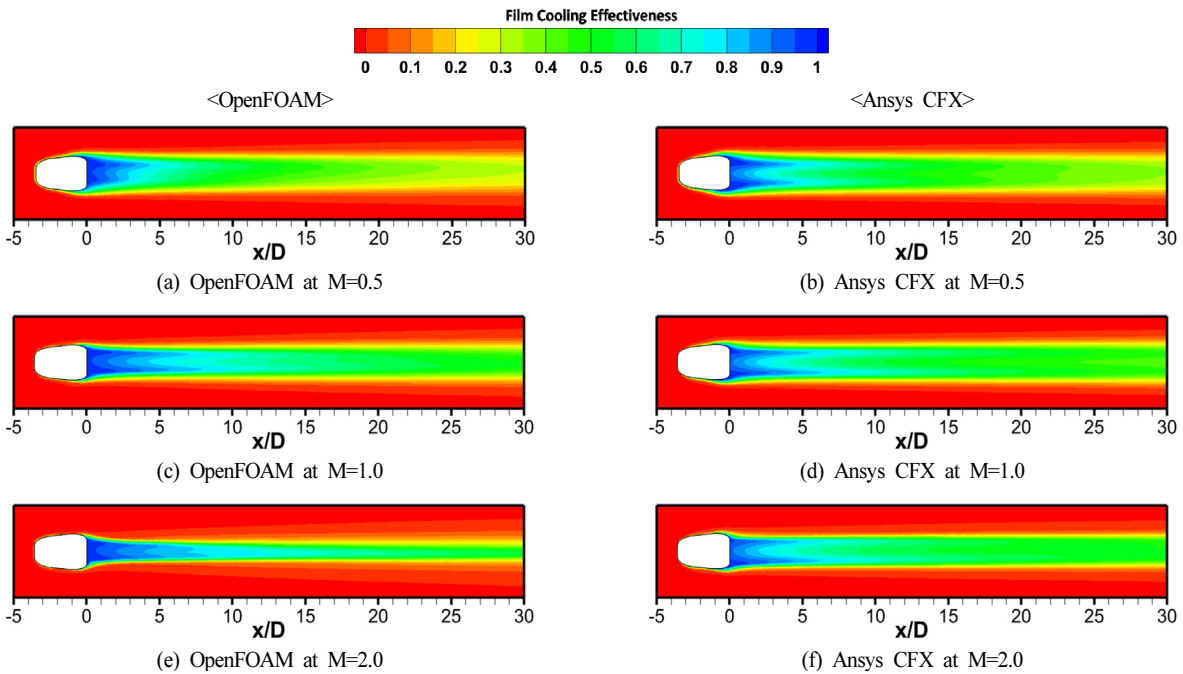 Film Cooling Effectiveness
0 0.1 0.2 0.3 0.4 0.5 0.6 0.7 0.8 0.9 1
<OpenFOAM>
<Ansys CFX>
-5 0 5 10 15 20 25 30
x/D
(a) OpenFOAM at M=0.5
-5 0 5 10 15 20 25 30
x/D
(b) Ansys CFX at M=0.5
-5 0 5 10 15 20 25 30
x/D
(c) OpenFOAM at M=1.0
-5 0 5 10 15 20 25 30
x/D
(d) Ansys CFX at M=1.0
-5 0 5 10 15 20 25 30
x/D
(e) OpenFOAM at M=2.0
-5 0 5 10 15 20 25 30
x/D
(f) Ansys CFX at M=2.0